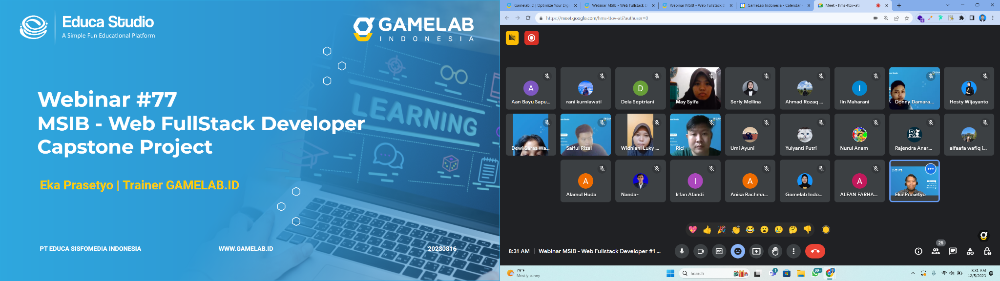 Educa Studio
A Simple Fun Educational Platform
GAMELAB
INDONESIA
LEARNING
Webinar #77
MSIB - Web FullStack Developer
Capstone Project
Eka Prasetyo | Trainer GAMELAB.ID
PT EDUCA SISFOMEDIA INDONESIA
WWW.GAMELAB.ID
20230816
Gamelab.ID | Optimize Your Digi
Webinar MSIB - Web Fullstack D
Webinar MSIB - Web Fullstack D
GameLab Indonesia - Calendar -
Meet - hms-ttov-ati
https://meet.google.com/hms-ttov-ati?authuser=0
A
Aan Bayu Sapu...
rani kurniawati
D
Dela Septriani
May Syifa
Serly Mellina
Ahmad Rozaq ...
I
Iin Maharani
Donny Damara...
Hesty Wijayanto
Dewi Saras Wa...
Saiful Rizal
Widhiani Luky ...
Rici
Umi Ayuni
Yulyanti Putri
Nurul Anam
Rajendra Anar...
alfaafa wafiq i...
A
Alamul Huda
Nanda-
I
Irfan Afandi
A
Anisa Rachma...
Gamelab Indo...
A
ALFAN FARHA...
Eka Prasetyo
8:31 AM
Webinar MSIB - Web Fullstack Developer #1 ...
25
79°F
Mostly sunny
Search
1
99+
8:31 AM
12/5/2023